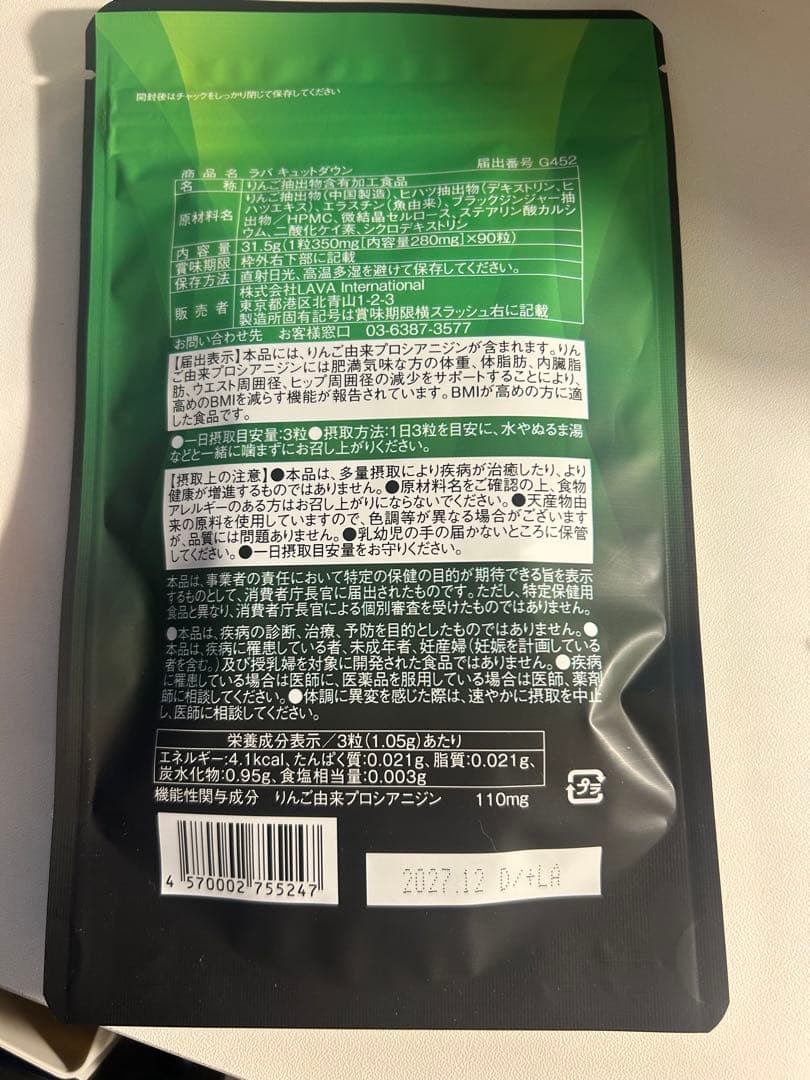 開封後はチャックをしっかり閉じて保存してください
商品名 ラバ キュットダウン 届出番号 G452
名称 りんご抽出物含有加工食品
原材料名 りんご抽出物(中国製造)、ヒハツ抽出物(デキストリン、ヒ
ハツエキス)、エラスチン(魚由来)、ブラックジンジャー抽
出物/HPMC、微結晶セルロース、ステアリン酸カルシ
ウム、二酸化ケイ素、シクロデキストリン
内容量 31.5g(1粒350mg[内容量280mg]×90粒)
賞味期限 枠外右下部に記載
保存方法 直射日光、高温多湿を避けて保存してください。
販売者 株式会社LAVA International
東京都港区北青山1-2-3
製造所固有記号は賞味期限横スラッシュ右に記載
お問い合わせ先 お客様窓口 03-6387-3577
【届出表示】本品には、りんご由来プロシアニジンが含まれます。りん
ご由来プロシアニジンには肥満気味な方の体重、体脂肪、内臓脂
肪、ウエスト周囲径、ヒップ周囲径の減少をサポートすることにより、
高めのBMIを減らす機能が報告されています。BMIが高めの方に適
した食品です。
●一日摂取目安量:3粒●摂取方法:1日3粒を目安に、水やぬるま湯
などと一緒に噛まずにお召し上がりください。
【摂取上の注意】●本品は、多量摂取により疾病が治癒したり、より
健康が増進するものではありません。●原材料名をご確認の上、食物
アレルギーのある方はお召し上がりにならないでください。●天産物由
来の原料を使用していますので、色調等が異なる場合がございます
が、品質には問題ありません。●乳幼児の手の届かないところに保管
してください。●一日摂取目安量をお守りください。
本品は、事業者の責任において特定の保健の目的が期待できる旨を表示
するものとして、消費者庁長官に届出されたものです。ただし、特定保健用
食品と異なり、消費者庁長官による個別審査を受けたものではありません。
●本品は、疾病の診断、治療、予防を目的としたものではありません。●
本品は、疾病に罹患している者、未成年者、妊産婦(妊娠を計画している
者を含む。)及び授乳婦を対象に開発された食品ではありません。●疾病
に罹患している場合は医師に、医薬品を服用している場合は医師、薬剤
師に相談してください。●体調に異変を感じた際は、速やかに摂取を中止
し、医師に相談してください。
栄養成分表示/3粒(1.05g)あたり
エネルギー:4.1kcal、たんぱく質:0.021g、脂質:0.021g、
炭水化物:0.95g、食塩相当量:0.003g
機能性関与成分 りんご由来プロシアニジン 110mg
プラ
4 570002 755247
2027.12 D/+LA